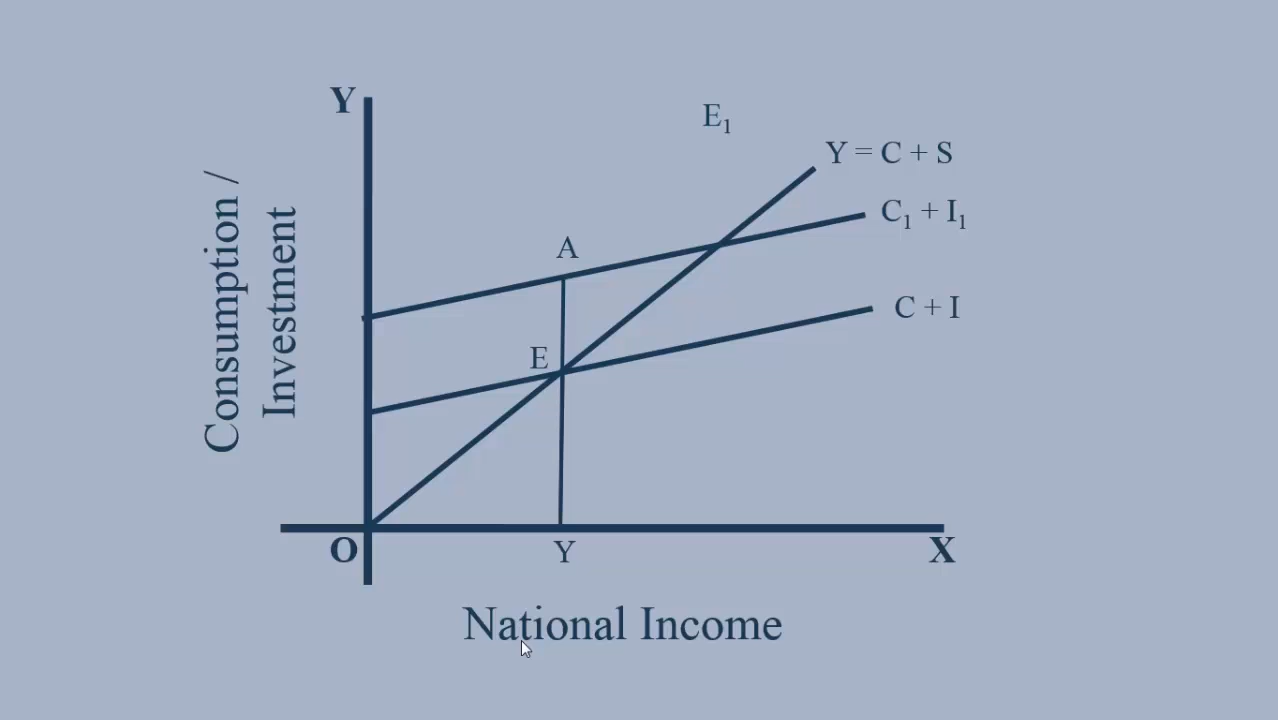 Y
E₁
Y = C + S
C₁ + I₁
A
C + I
E
Consumption /
Investment
O
Y
X
National Income